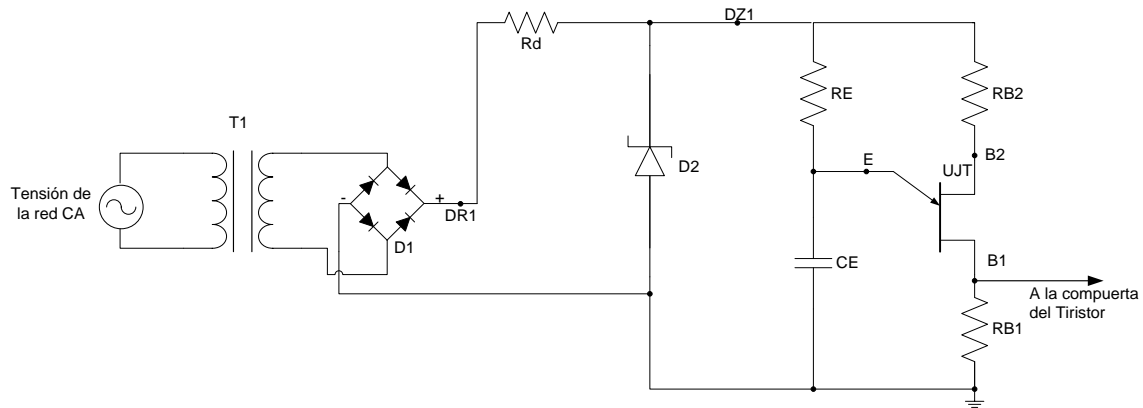 DZ1
Rd
RE
RB2
T1
D2
E
UJT
B2
Tensión de
la red CA
-
+
DR1
D1
CE
B1
A la compuerta
del Tiristor
RB1